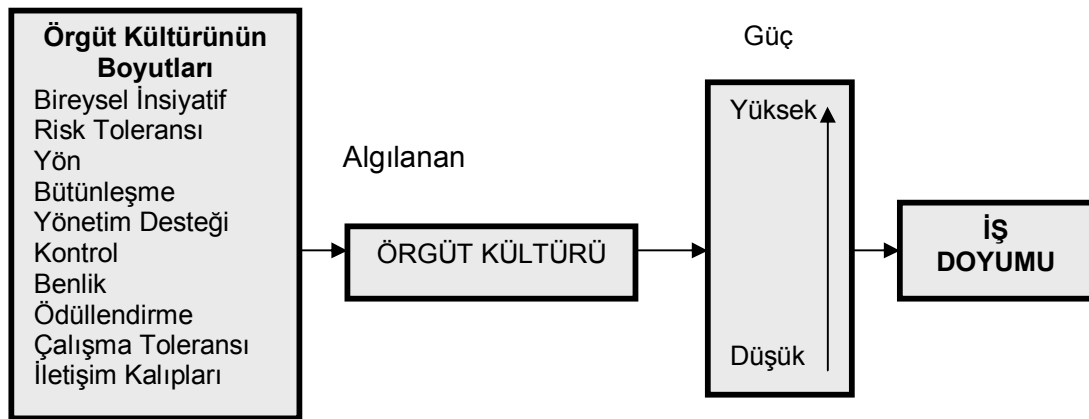 Örgüt Kültürünün
Boyutları
Bireysel İnsiyatif
Risk Toleransı
Yön
Bütünleşme
Yönetim Desteği
Kontrol
Benlik
Ödüllendirme
Çalışma Toleransı
İletişim Kalıpları
Algılanan
ÖRGÜT KÜLTÜRÜ
Güç
Yüksek
Düşük
İŞ
DOYUMU